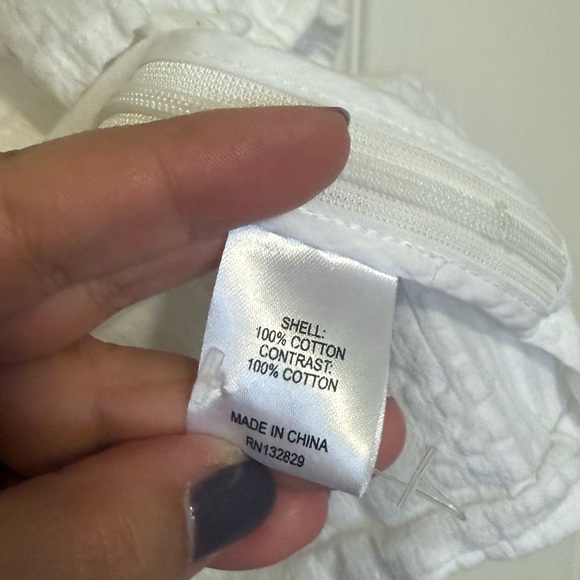 SHELL:
100% COTTON
CONTRAST:
100% COTTON
MADE IN CHINA
RN132829